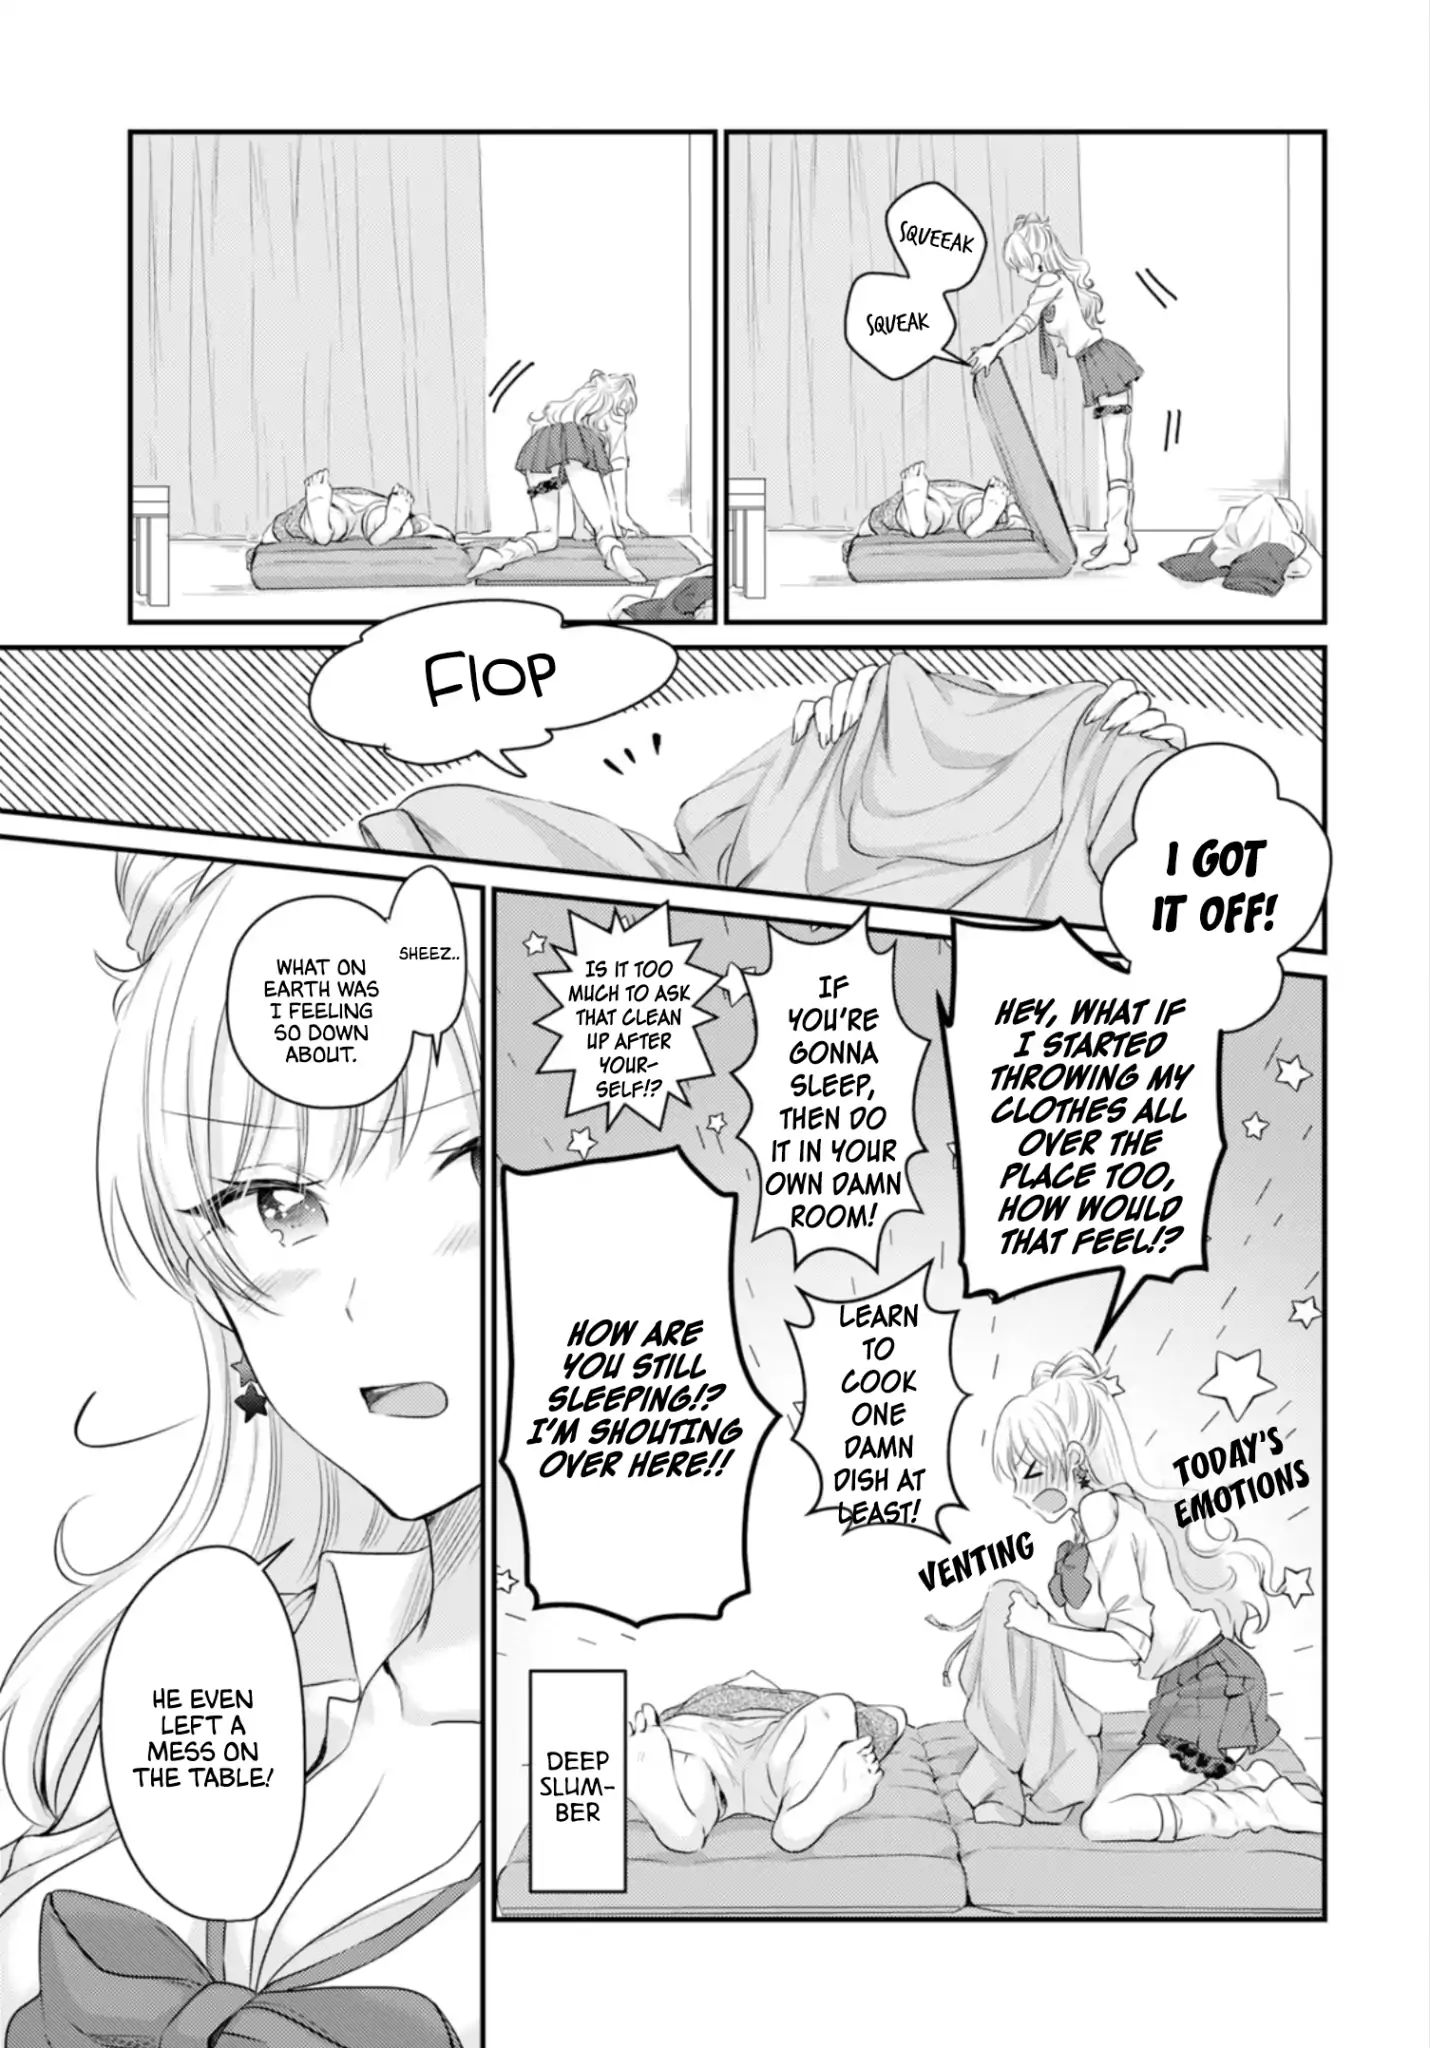 SQUEEAK
SQUEAK
FlOP
I GOT
IT OFF!
HEY, WHAT IF
I STARTED
THROWING MY
CLOTHES ALL
OVER THE
PLACE TOO,
HOW WOULD
THAT FEEL!?
IF
YOU'RE
GONNA
SLEEP,
THEN DO
IT IN YOUR
OWN DAMN
ROOM!
IS IT TOO
MUCH TO ASK
THAT CLEAN
UP AFTER
YOUR-
SELF!?
LEARN
TO
COOK
ONE
DAMN
DISH AT
LEAST!
HOW ARE
YOU STILL
SLEEPING!?
I'M SHOUTING
OVER HERE!!
TODAY'S
EMOTIONS
VENTING
DEEP
SLUM-
BER
SHEEZ..
WHAT ON
EARTH WAS
I FEELING
SO DOWN
ABOUT.
HE EVEN
LEFT A
MESS ON
THE TABLE!